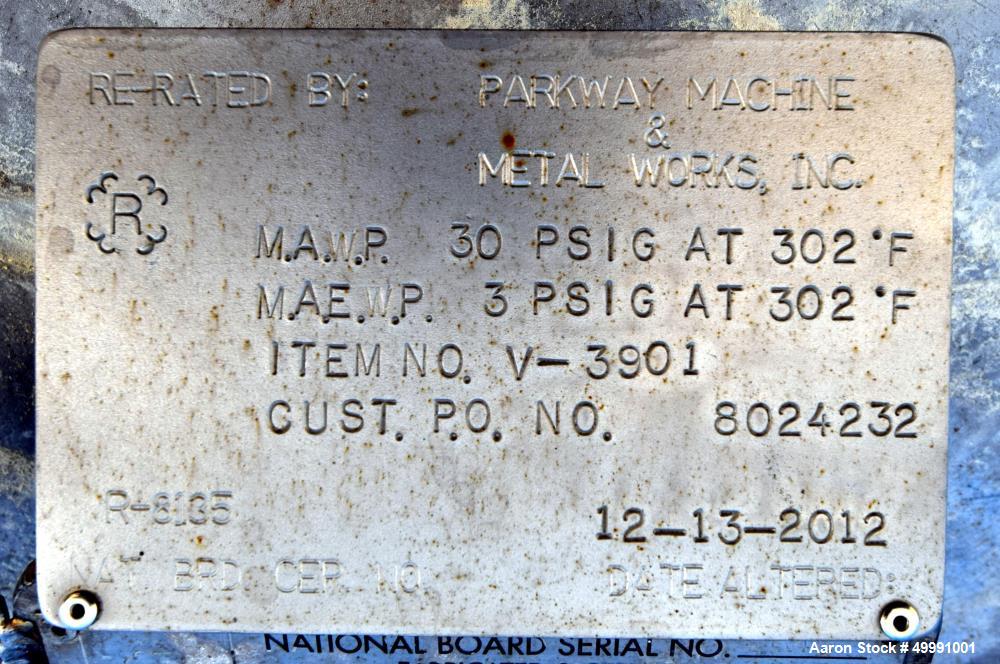 RE-RATED BY: PARKWAY MACHINE
&
METAL WORKS, INC.
R
M.A.W.P. 30 PSIG AT 302°F
M.A.E.W.P. 3 PSIG AT 302°F
ITEM NO. V-3901
CUST. P.O. NO. 8024232
R-8135 12-13-2012
NAT BRD CER. NO. DATE ALTERED:
NATIONAL BOARD SERIAL NO.
Aaron Stock # 49991001